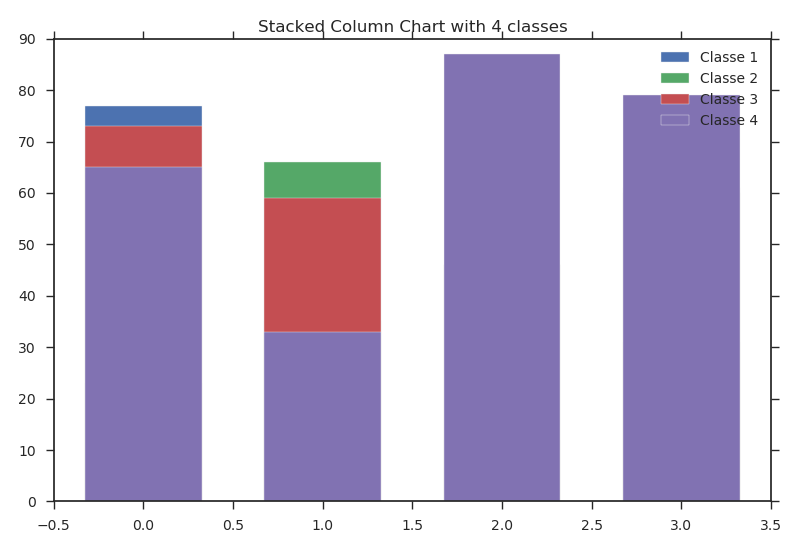 Stacked Column Chart with 4 classes
90
80
70
60
50
40
30
20
10
0
Classe 1
Classe 2
Classe 3
Classe 4
−0.5 0.0 0.5 1.0 1.5 2.0 2.5 3.0 3.5